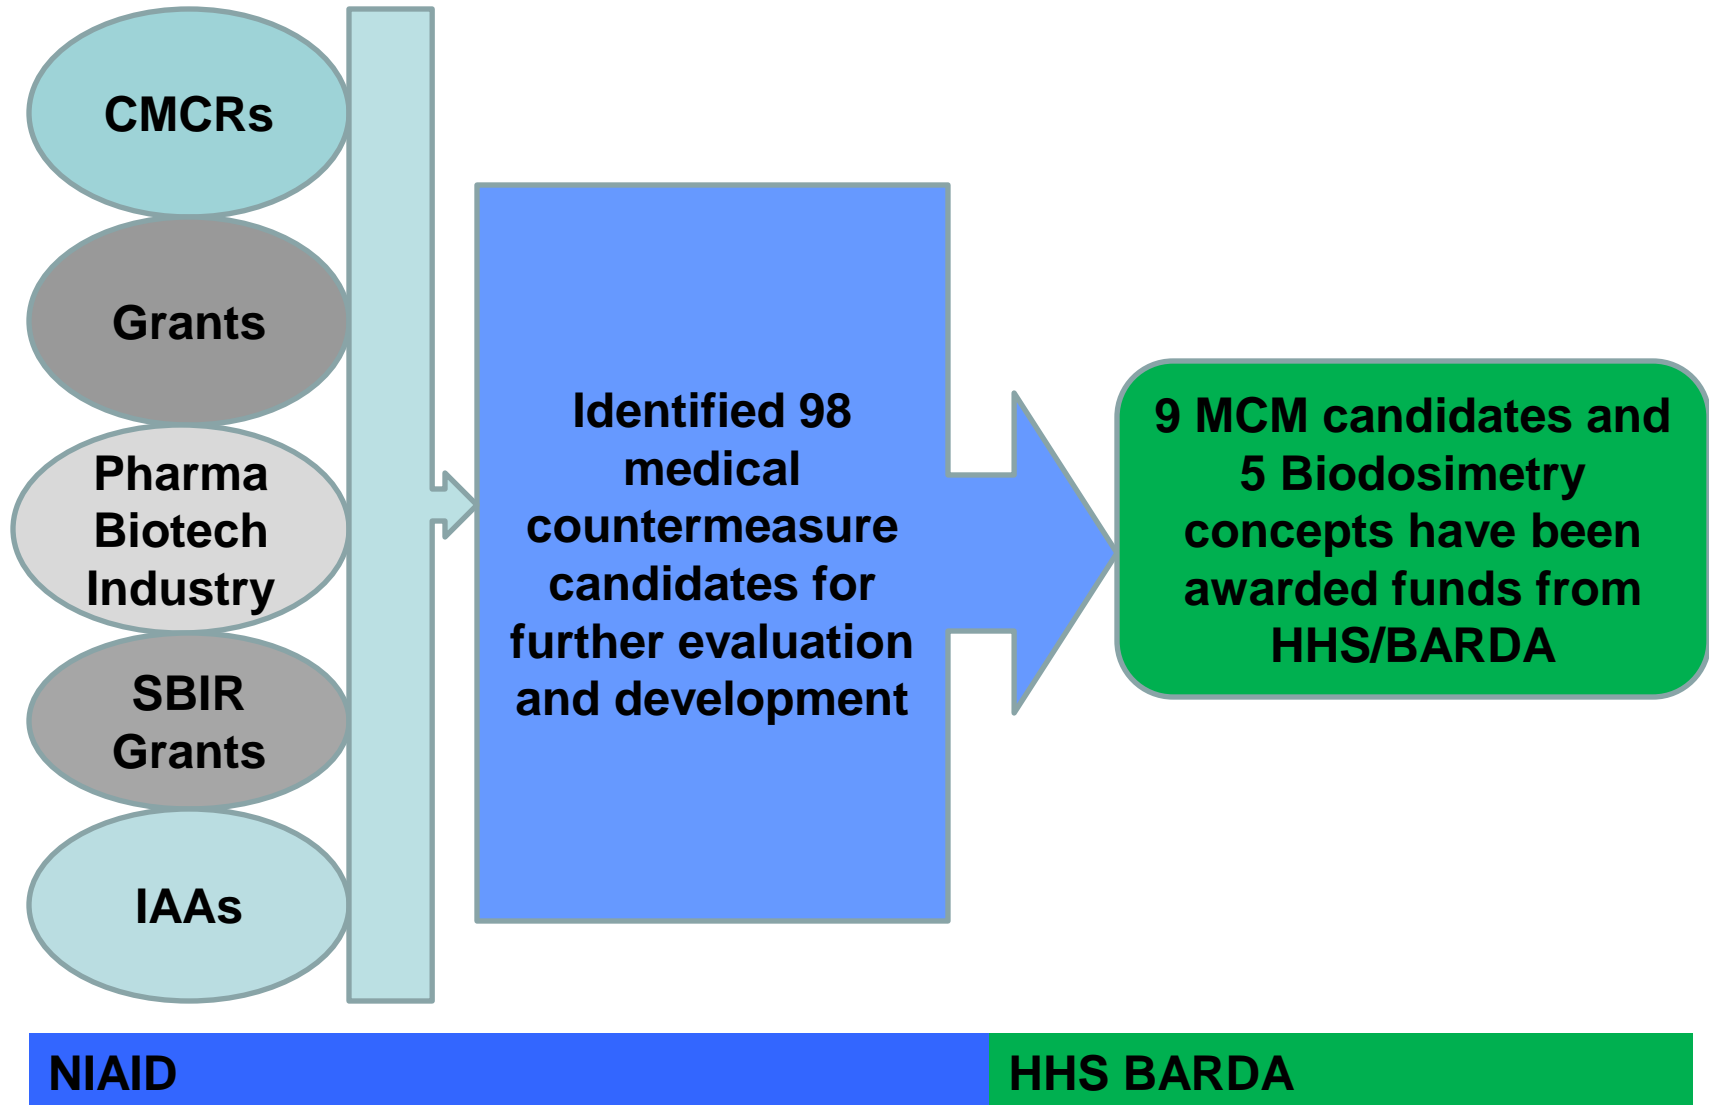 CMCRs
Grants
Pharma
Biotech
Industry
SBIR
Grants
IAAs
Identified 98
medical
countermeasure
candidates for
further evaluation
and development
9 MCM candidates and
5 Biodosimetry
concepts have been
awarded funds from
HHS/BARDA
NIAID
HHS BARDA